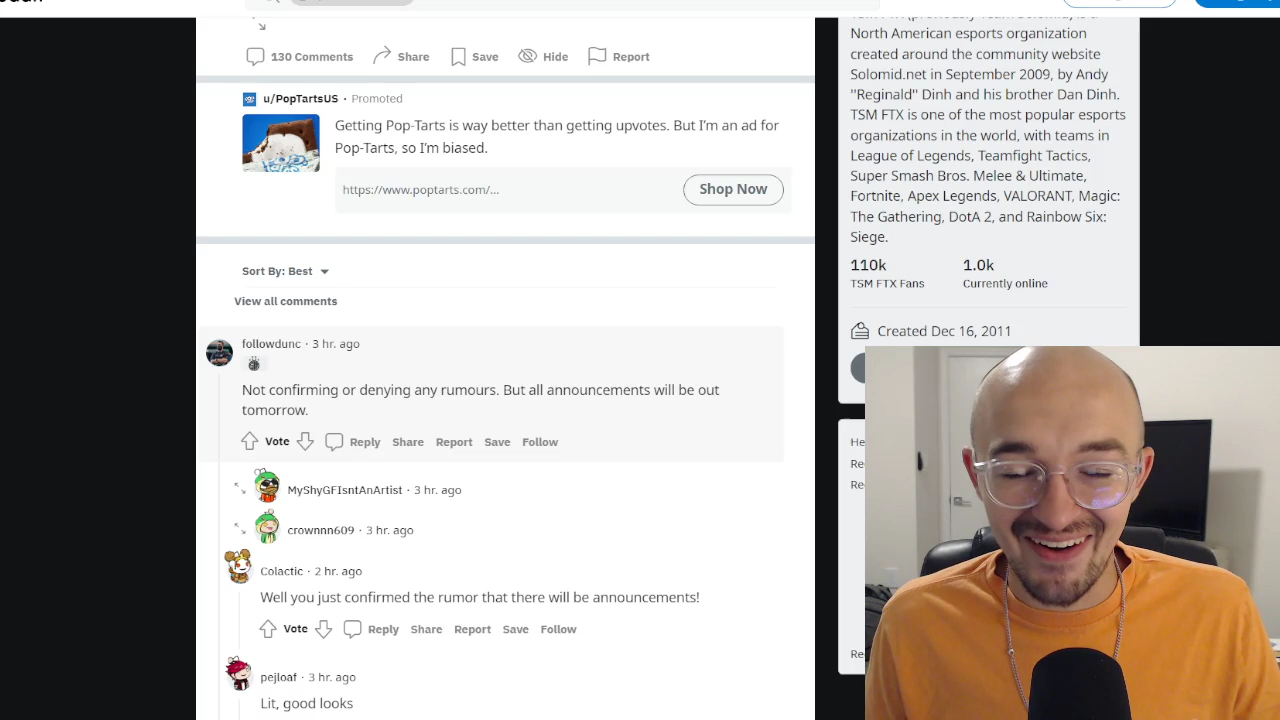 130 Comments Share Save Hide Report
u/PopTartsUS · Promoted
Getting Pop-Tarts is way better than getting upvotes. But I'm an ad for
Pop-Tarts, so I'm biased.
https://www.poptarts.com/...
Shop Now
Sort By: Best
View all comments
followdunc · 3 hr. ago
Not confirming or denying any rumours. But all announcements will be out
tomorrow.
Vote Reply Share Report Save Follow
MyShyGFIsntAnArtist · 3 hr. ago
crownnn609 · 3 hr. ago
Colactic · 2 hr. ago
Well you just confirmed the rumor that there will be announcements!
Vote Reply Share Report Save Follow
pejloaf · 3 hr. ago
Lit, good looks
North American esports organization
created around the community website
Solomid.net in September 2009, by Andy
"Reginald" Dinh and his brother Dan Dinh.
TSM FTX is one of the most popular esports
organizations in the world, with teams in
League of Legends, Teamfight Tactics,
Super Smash Bros. Melee & Ultimate,
Fortnite, Apex Legends, VALORANT, Magic:
The Gathering, DotA 2, and Rainbow Six:
Siege.
110k 1.0k
TSM FTX Fans Currently online
Created Dec 16, 2011
He
Re
Re
Re